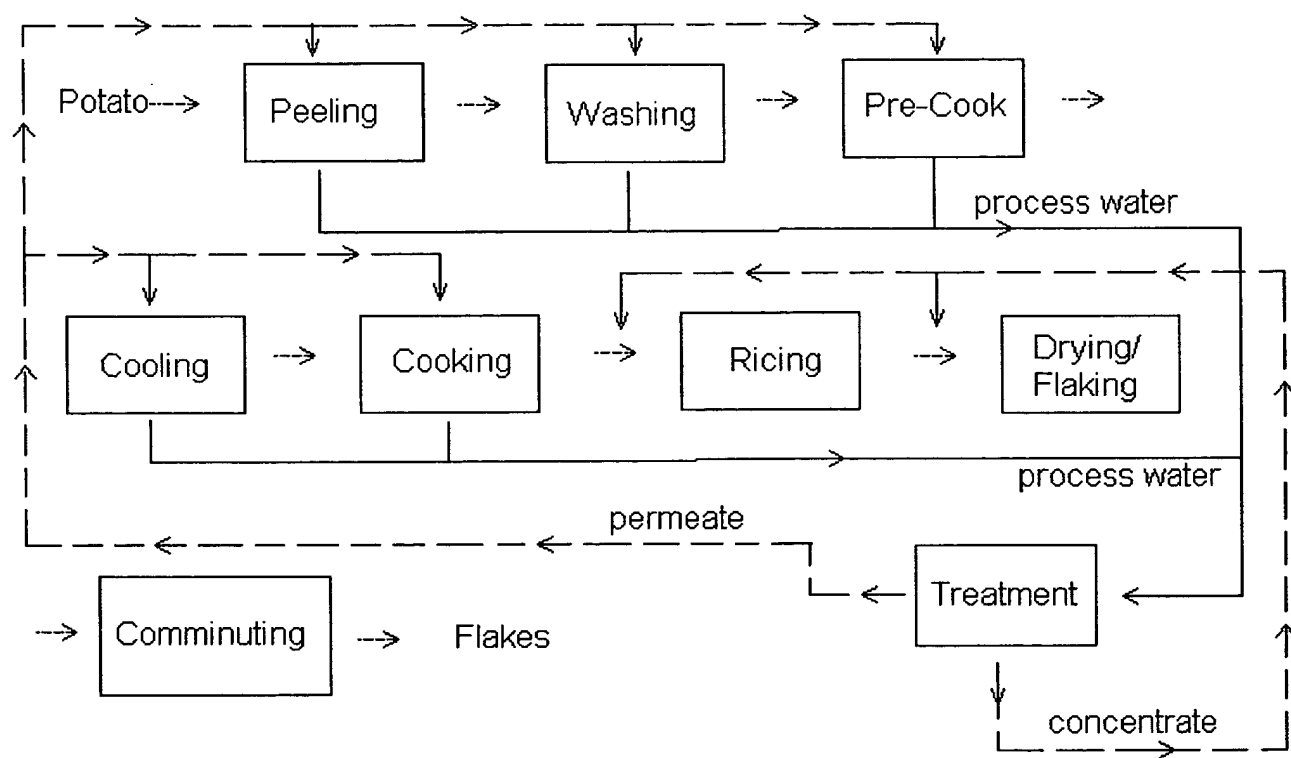 Potato
Peeling
Washing
Pre-Cook
process water
Cooling
Cooking
Ricing
Drying/
Flaking
process water
permeate
Treatment
Comminuting
Flakes
concentrate